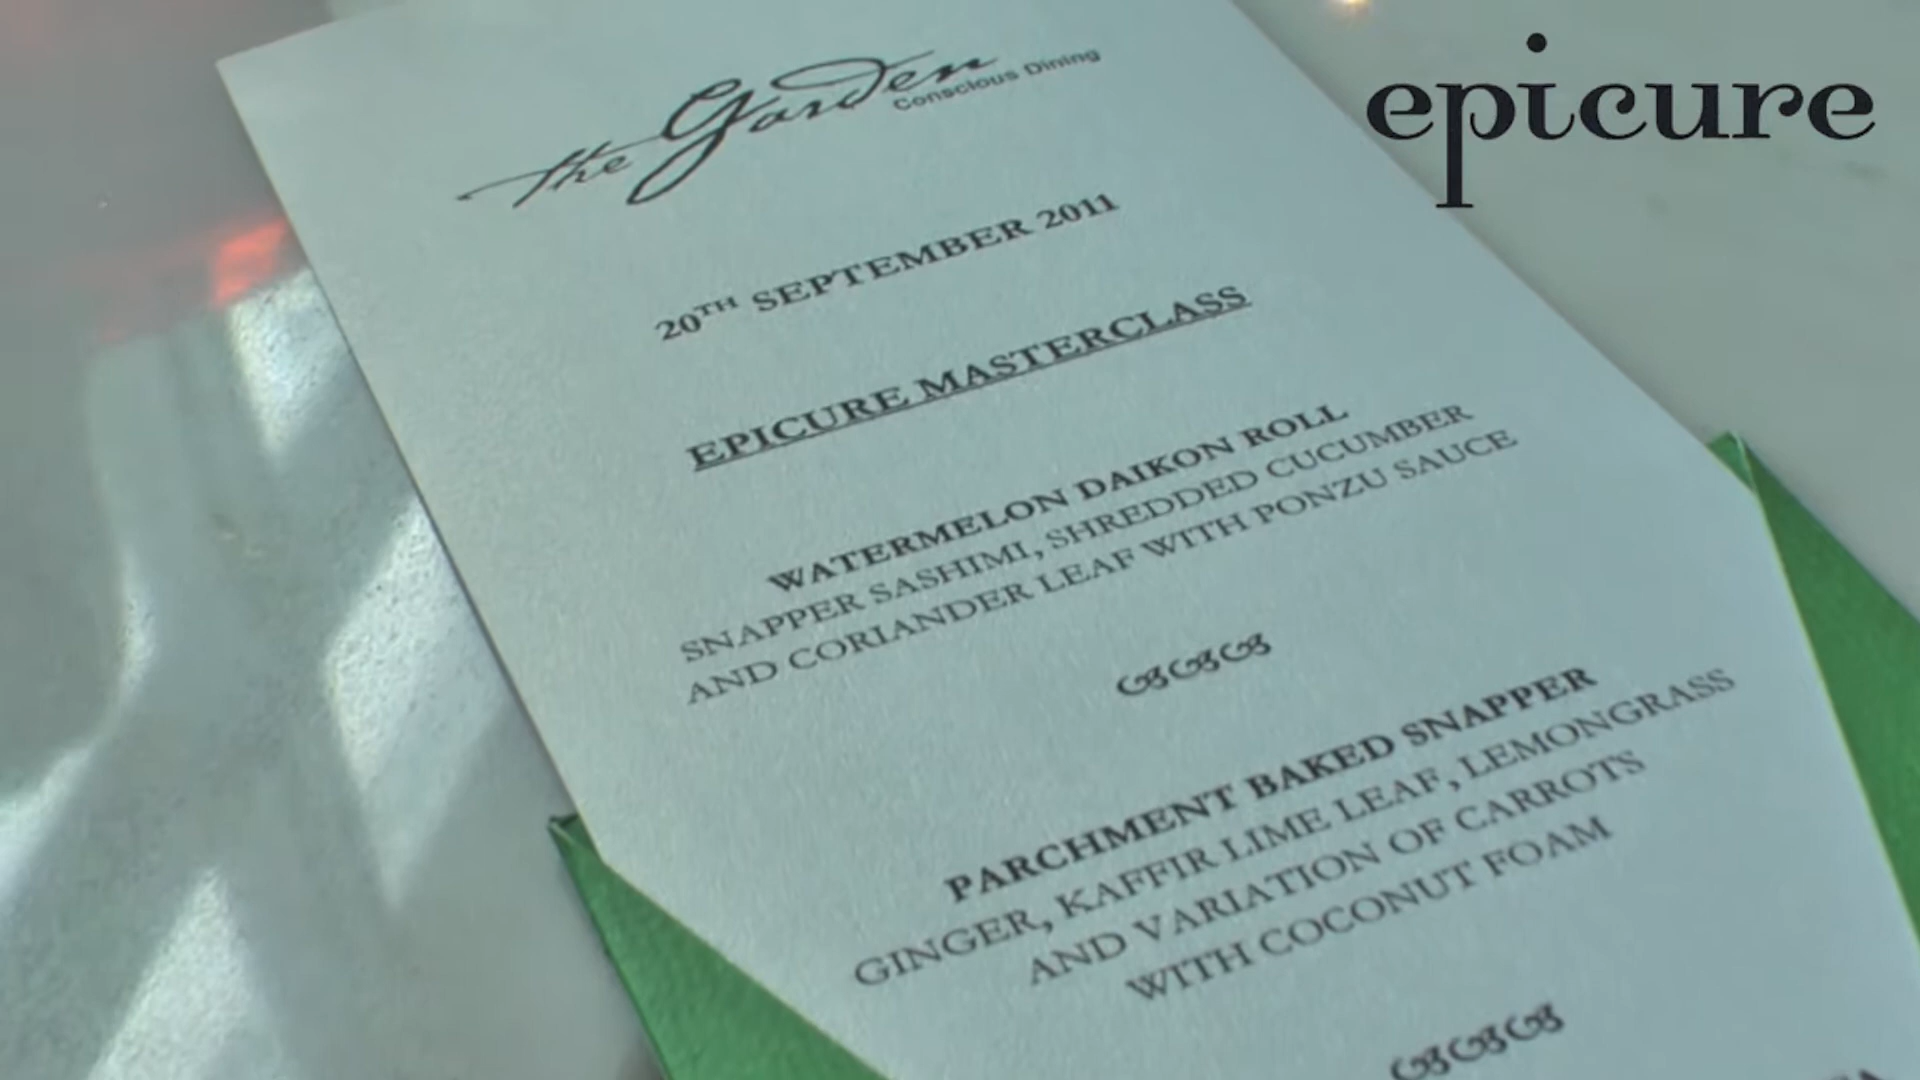 The Garden
Conscious Dining
epicure
20TH SEPTEMBER 2011
EPICURE MASTERCLASS
WATERMELON DAIKON ROLL
SNAPPER SASHIMI, SHREDDED CUCUMBER
AND CORIANDER LEAF WITH PONZU SAUCE
PARCHMENT BAKED SNAPPER
GINGER, KAFFIR LIME LEAF, LEMONGRASS
AND VARIATION OF CARROTS
WITH COCONUT FOAM